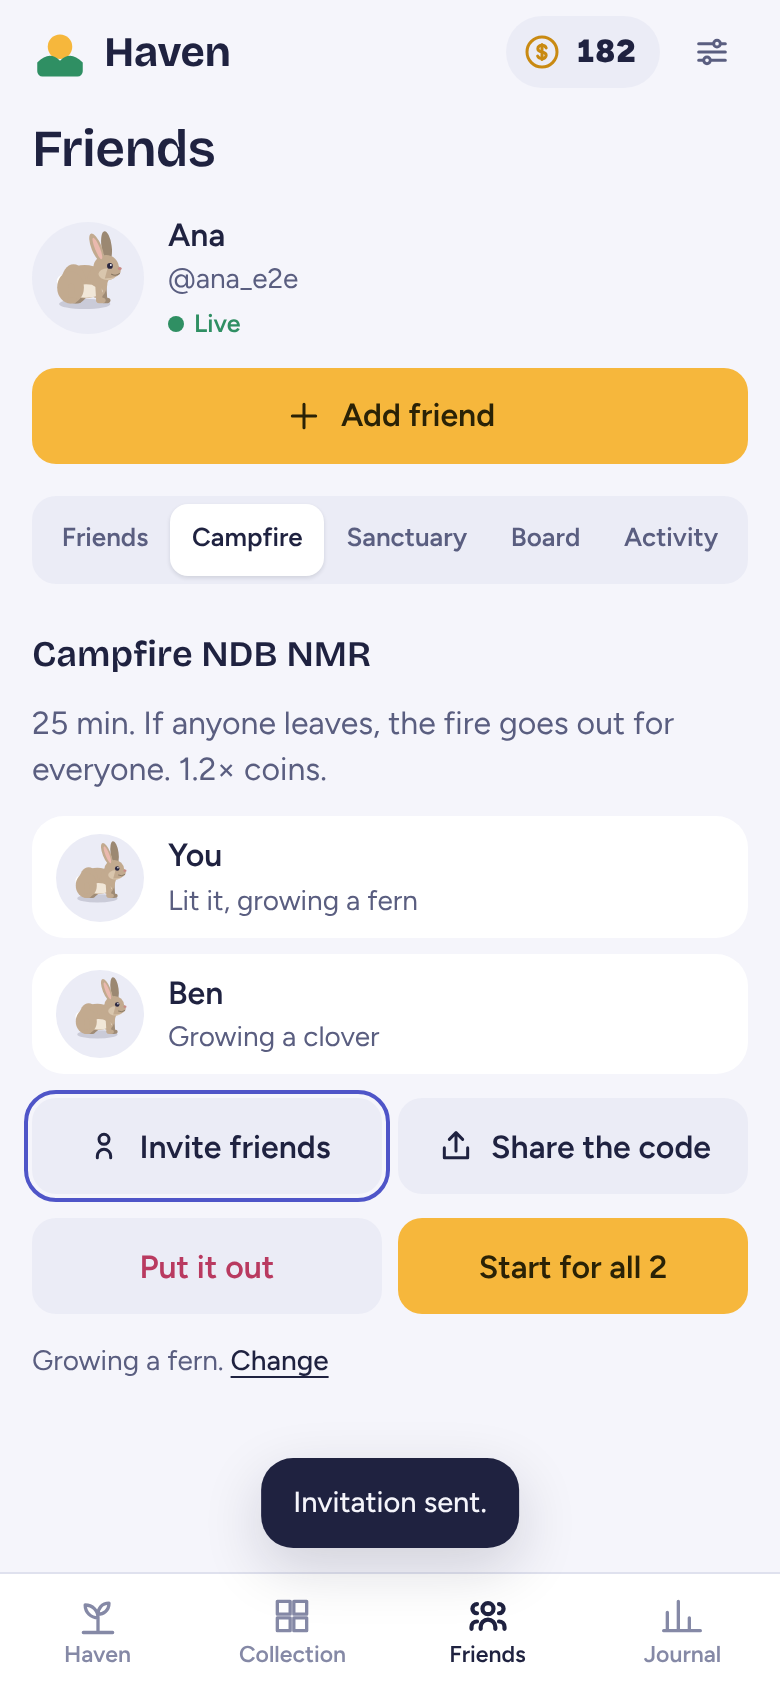 Haven
182
Friends
Ana
@ana_e2e
Live
Add friend
Friends Campfire Sanctuary Board Activity
Campfire NDB NMR
25 min. If anyone leaves, the fire goes out for
everyone. 1.2× coins.
You
Lit it, growing a fern
Ben
Growing a clover
Invite friends Share the code
Put it out Start for all 2
Growing a fern. Change
Invitation sent.
Haven Collection Friends Journal